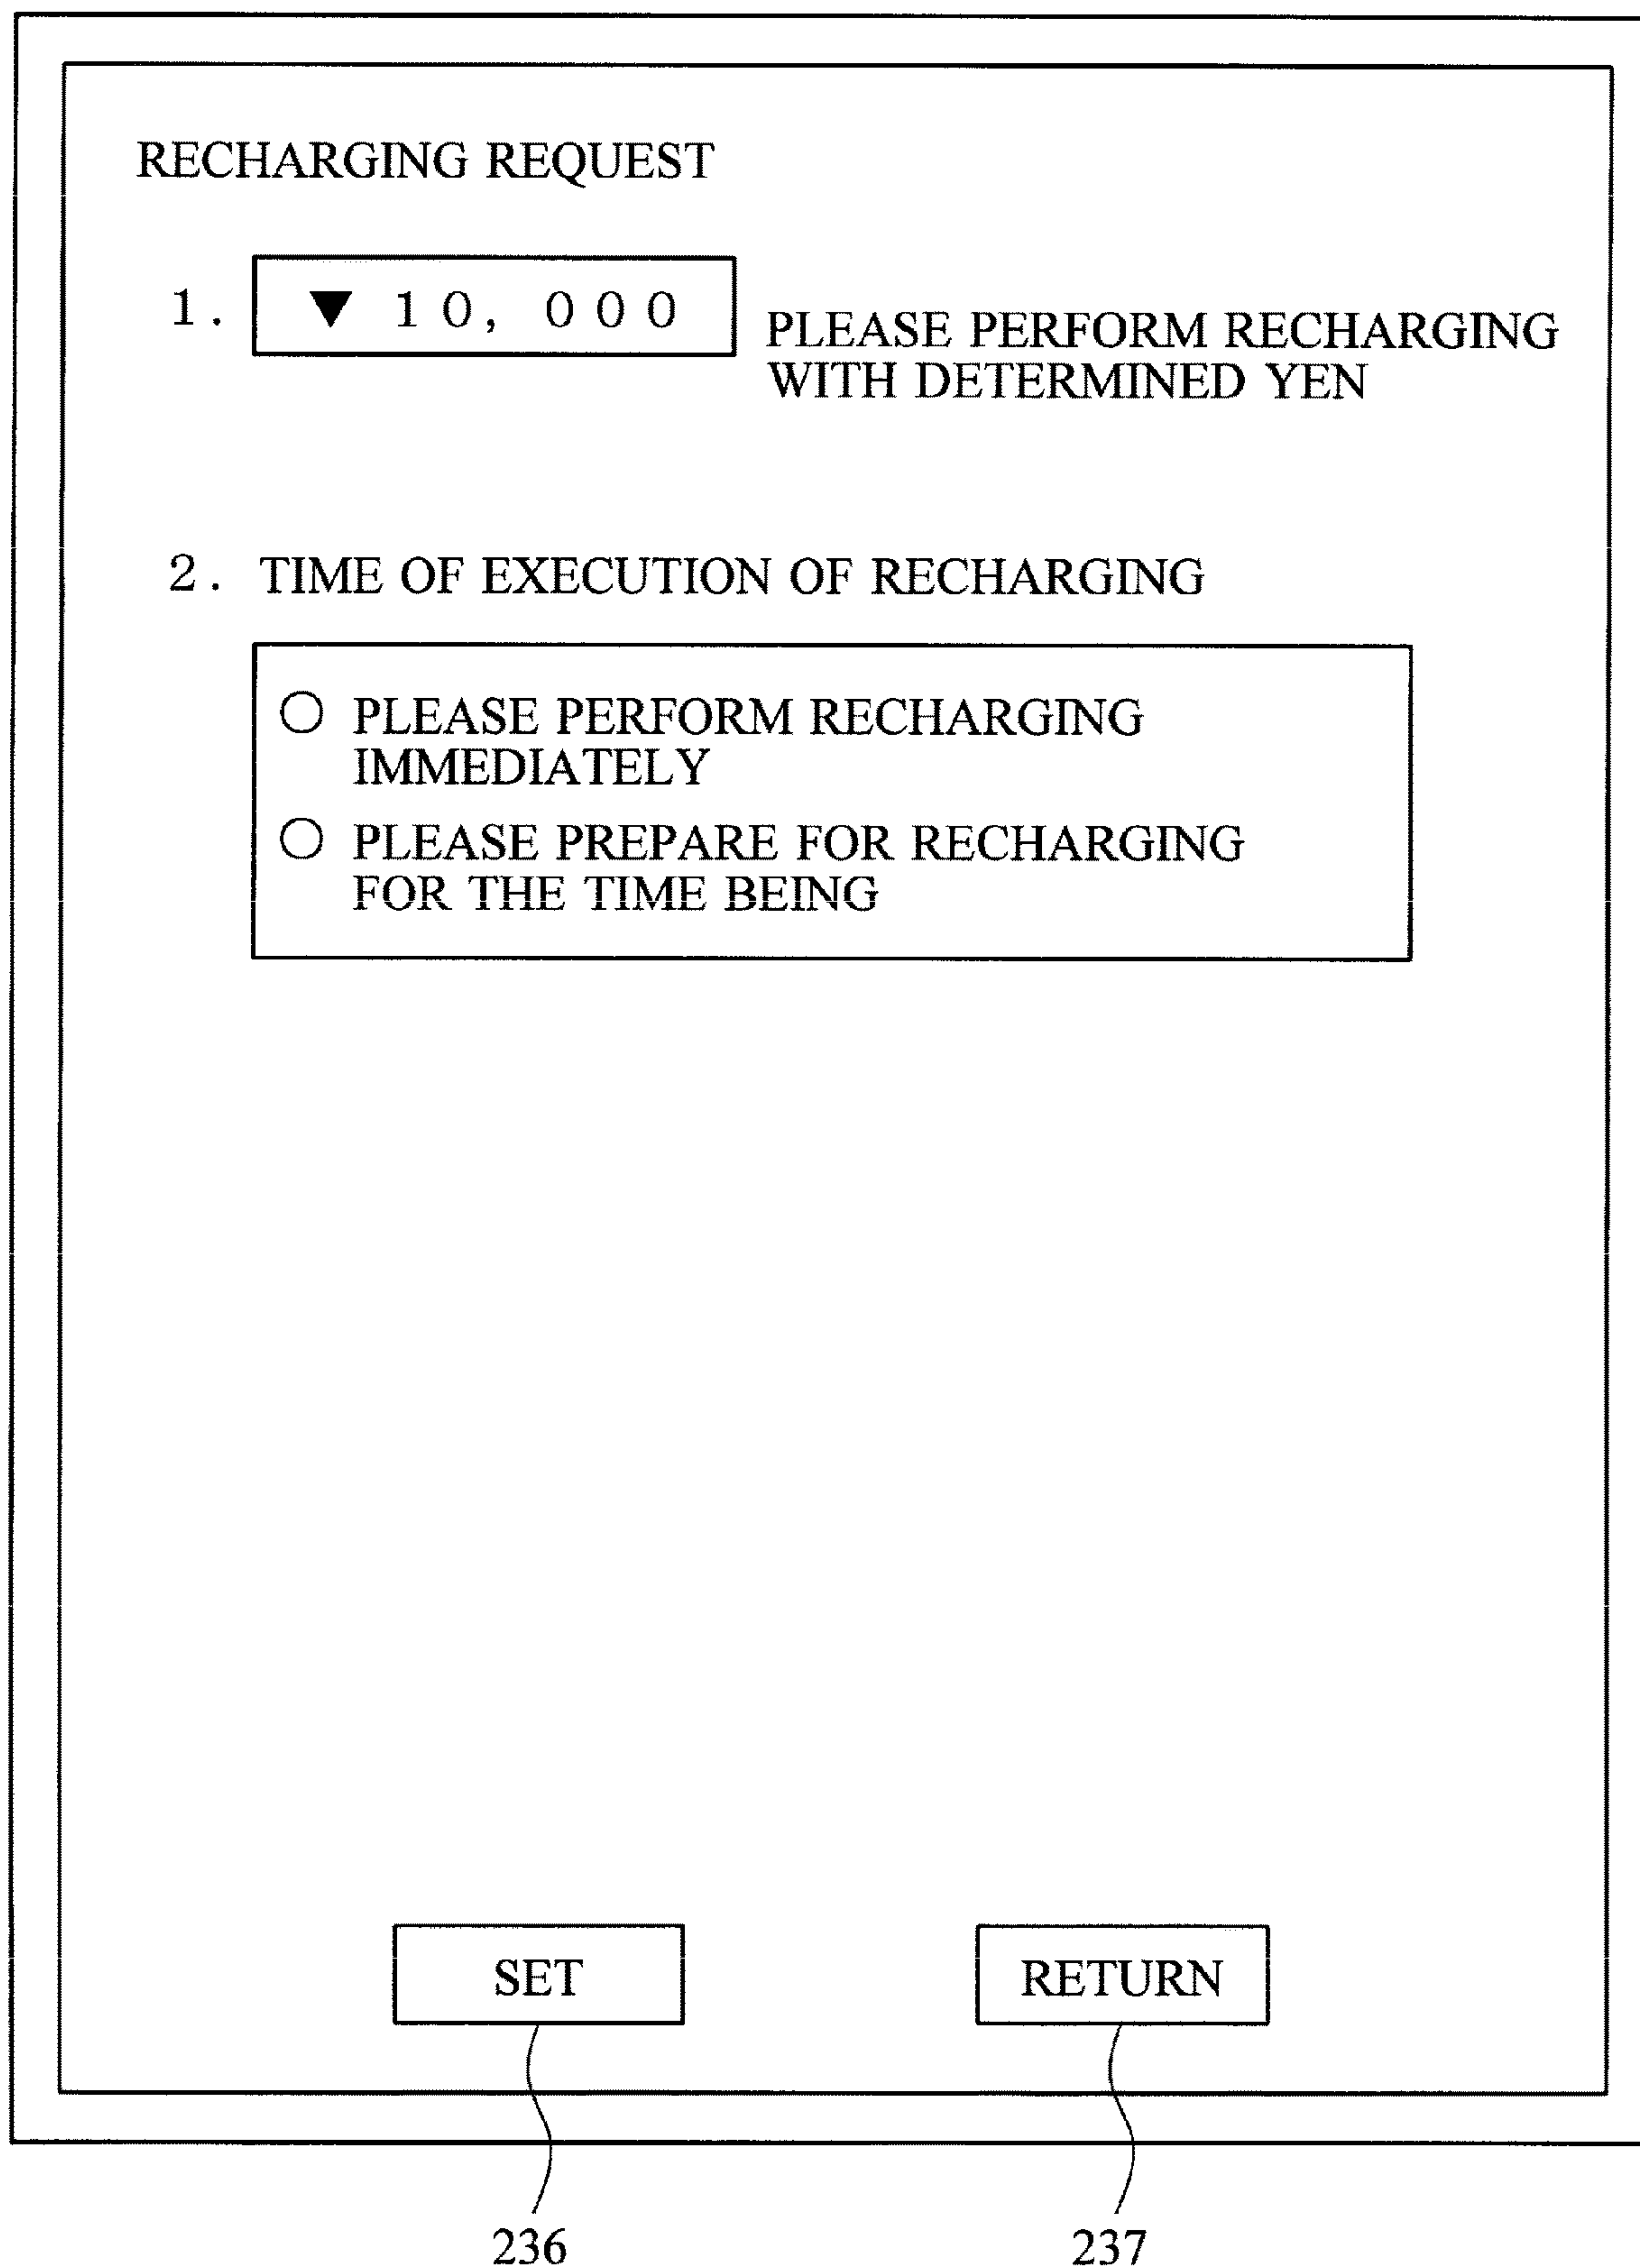 RECHARGING REQUEST
1. ▼ 10,000
PLEASE PERFORM RECHARGING
WITH DETERMINED YEN
2. TIME OF EXECUTION OF RECHARGING
○ PLEASE PERFORM RECHARGING
IMMEDIATELY
○ PLEASE PREPARE FOR RECHARGING
FOR THE TIME BEING
SET
RETURN
236
237